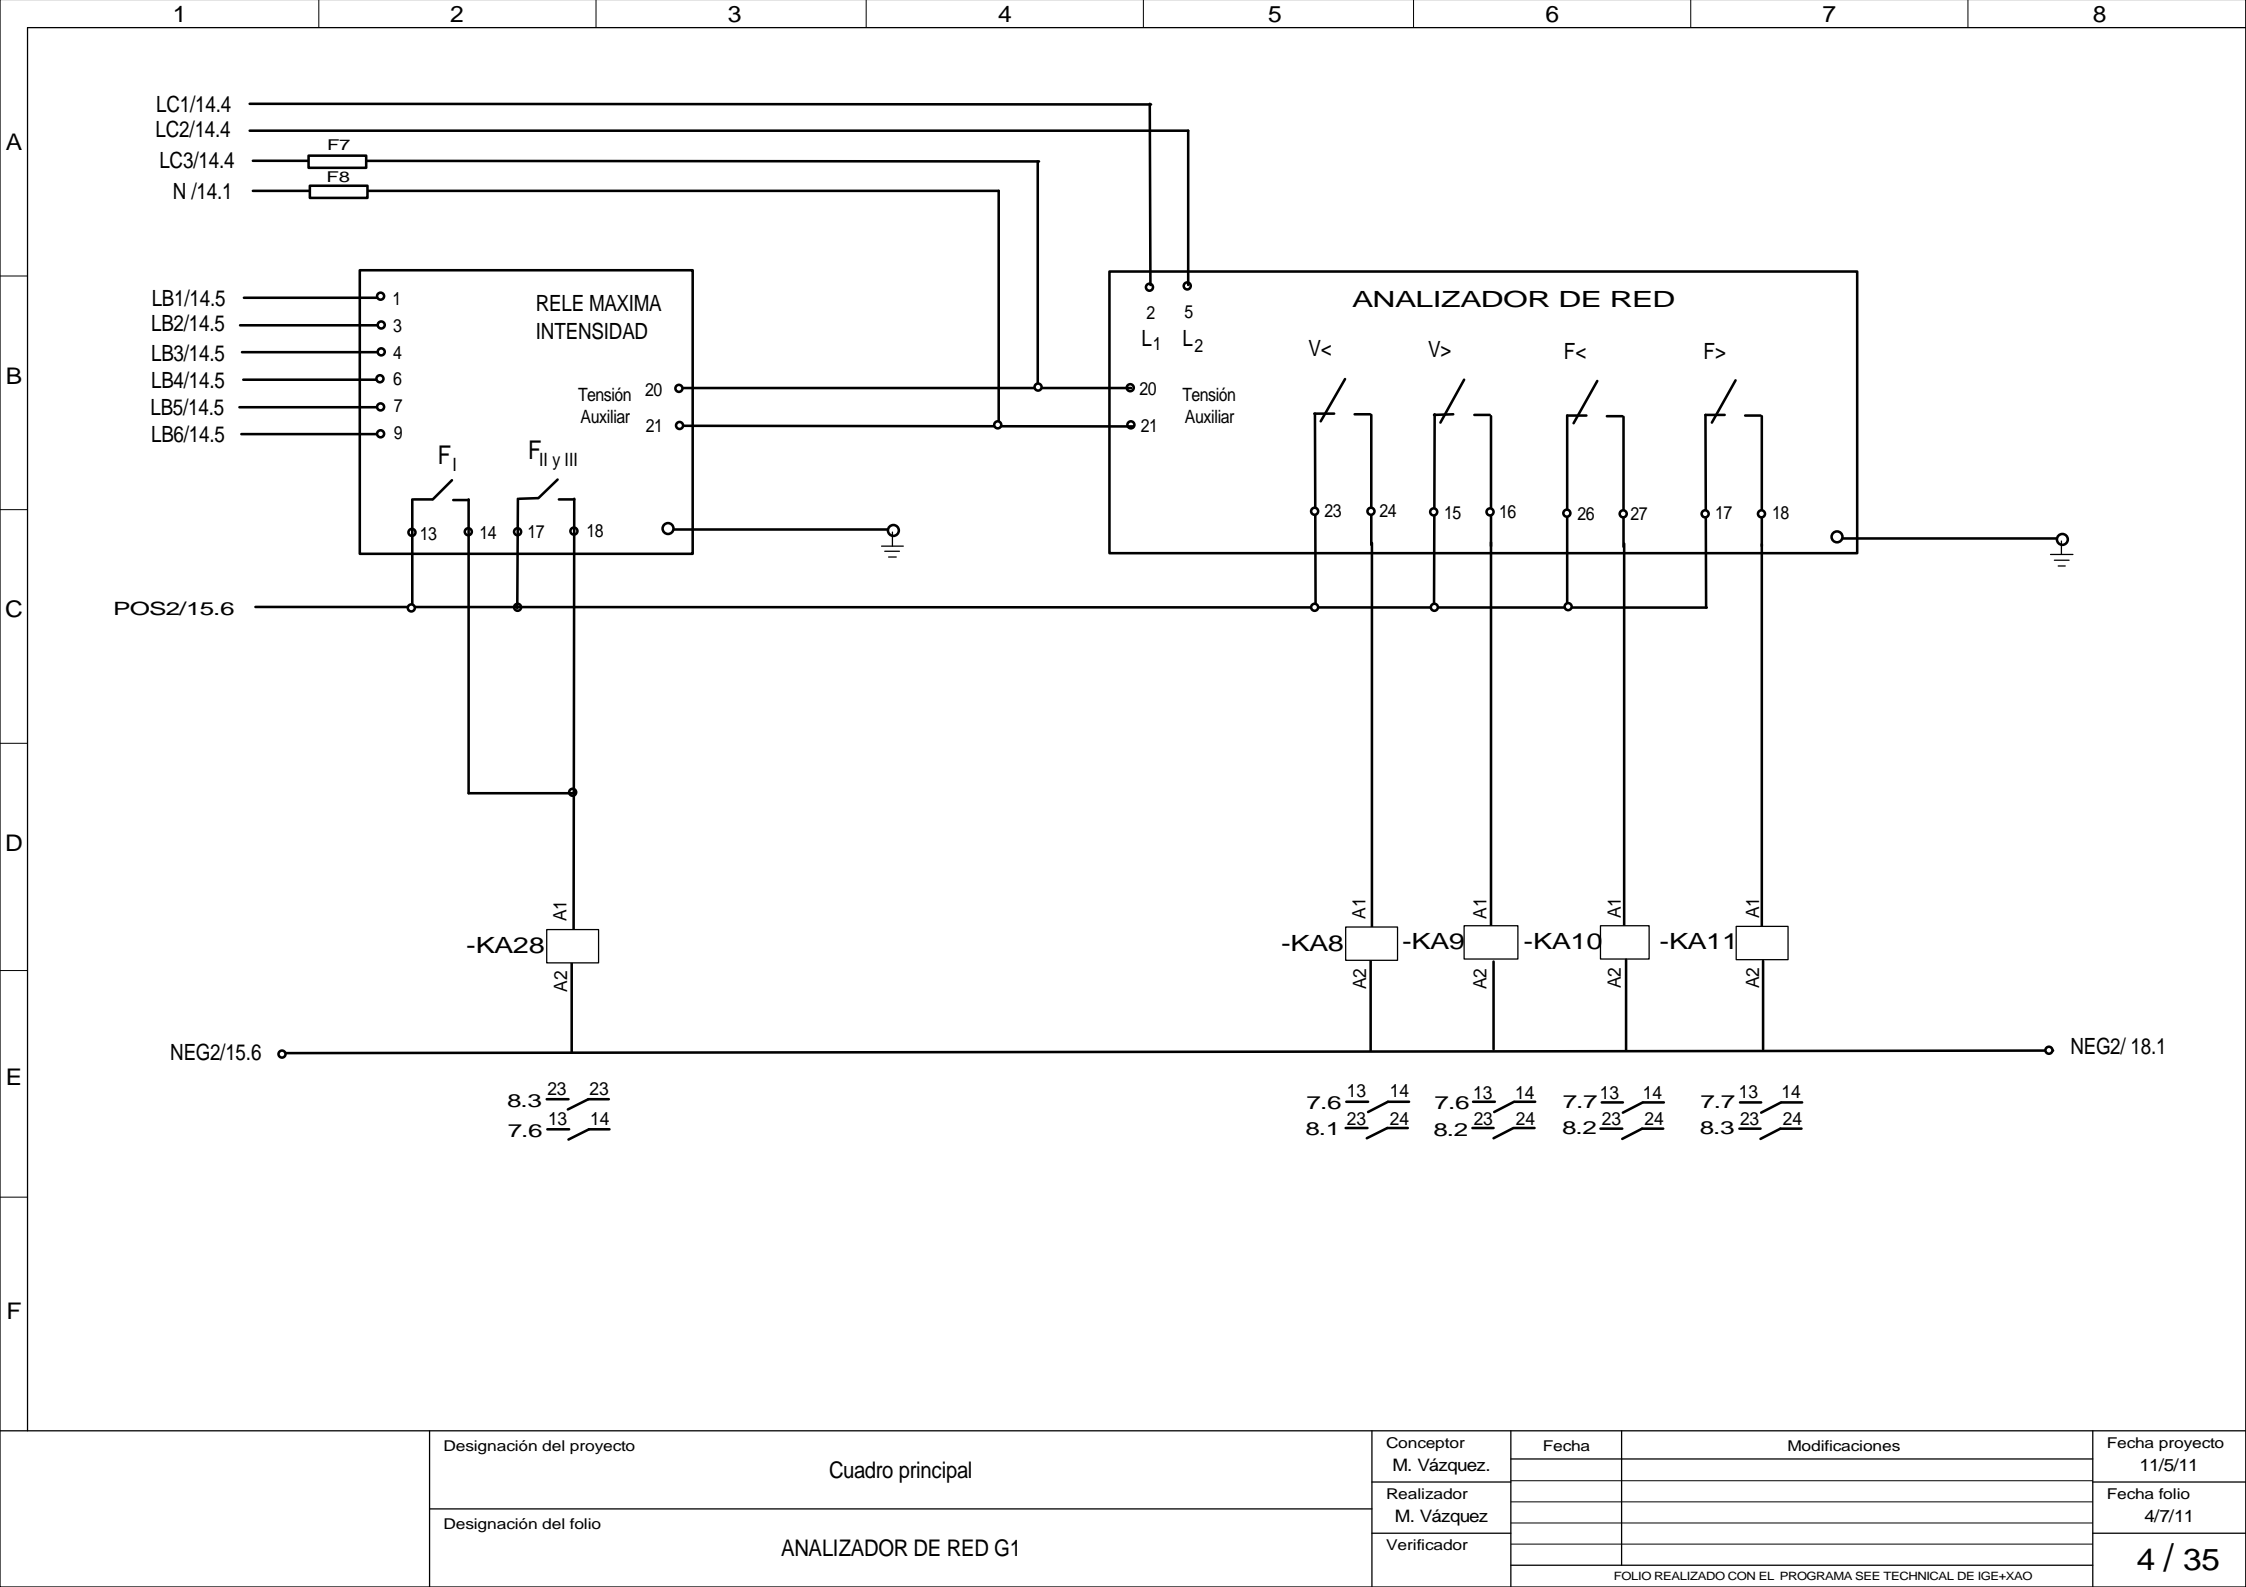 1 2 3 4 5 6 7 8
A
B
C
D
E
F
LC1/14.4
LC2/14.4
LC3/14.4
F7
N /14.1
F8
LB1/14.5
LB2/14.5
LB3/14.5
LB4/14.5
LB5/14.5
LB6/14.5
1
3
4
6
7
9
RELE MAXIMA
INTENSIDAD
Tensión
Auxiliar
20
21
F I
F II y III
13 14 17 18
ANALIZADOR DE RED
2 5
L1 L2
20
21
Tensión
Auxiliar
V< V> F< F>
23 24 15 16 26 27 17 18
POS2/15.6
-KA28 A1 A2
-KA8 A1 A2
-KA9 A1 A2
-KA10 A1 A2
-KA11 A1 A2
NEG2/15.6
NEG2/ 18.1
8.3 23 23
7.6 13 14
7.6 13 14
8.1 23 24
7.6 13 14
8.2 23 24
7.7 13 14
8.2 23 24
7.7 13 14
8.3 23 24
Designación del proyecto
Cuadro principal
Designación del folio
ANALIZADOR DE RED G1
Conceptor
M. Vázquez.
Realizador
M. Vázquez
Verificador
Fecha
Modificaciones
FOLIO REALIZADO CON EL PROGRAMA SEE TECHNICAL DE IGE+XAO
Fecha proyecto
11/5/11
Fecha folio
4/7/11
4 / 35